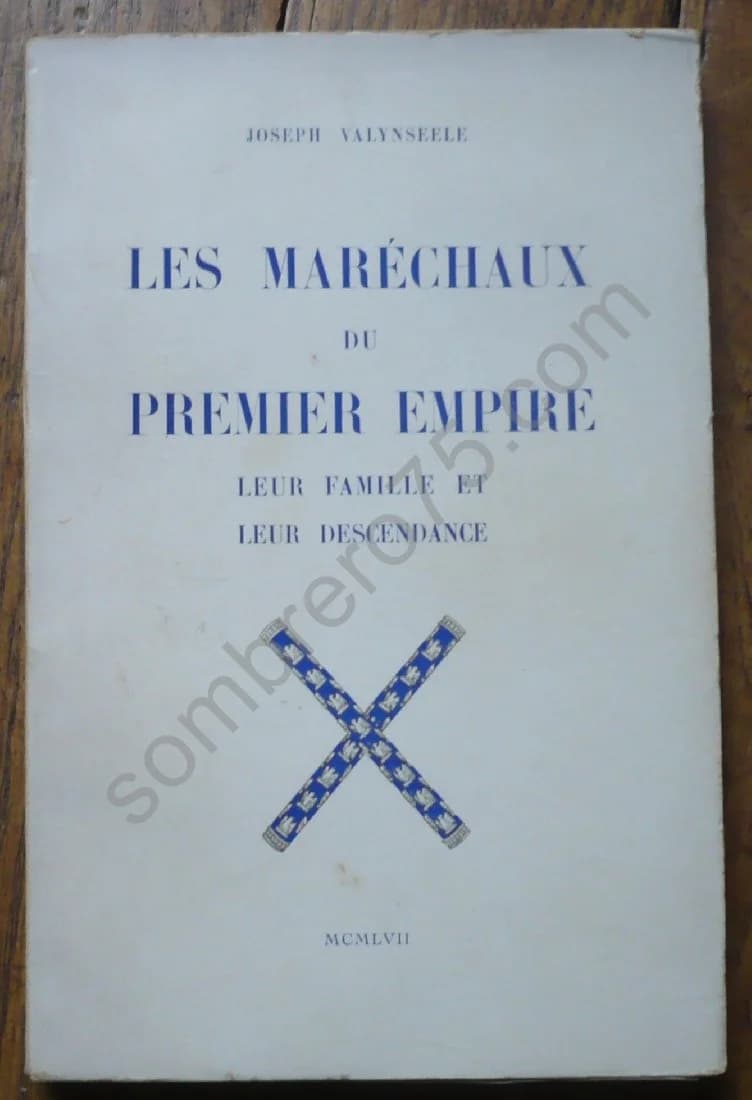 JOSEPH VALYNSEELE
LES MARÉCHAUX
DU
PREMIER EMPIRE
LEUR FAMILLE ET
LEUR DESCENDANCE
MCMLVII
sombrero75.com